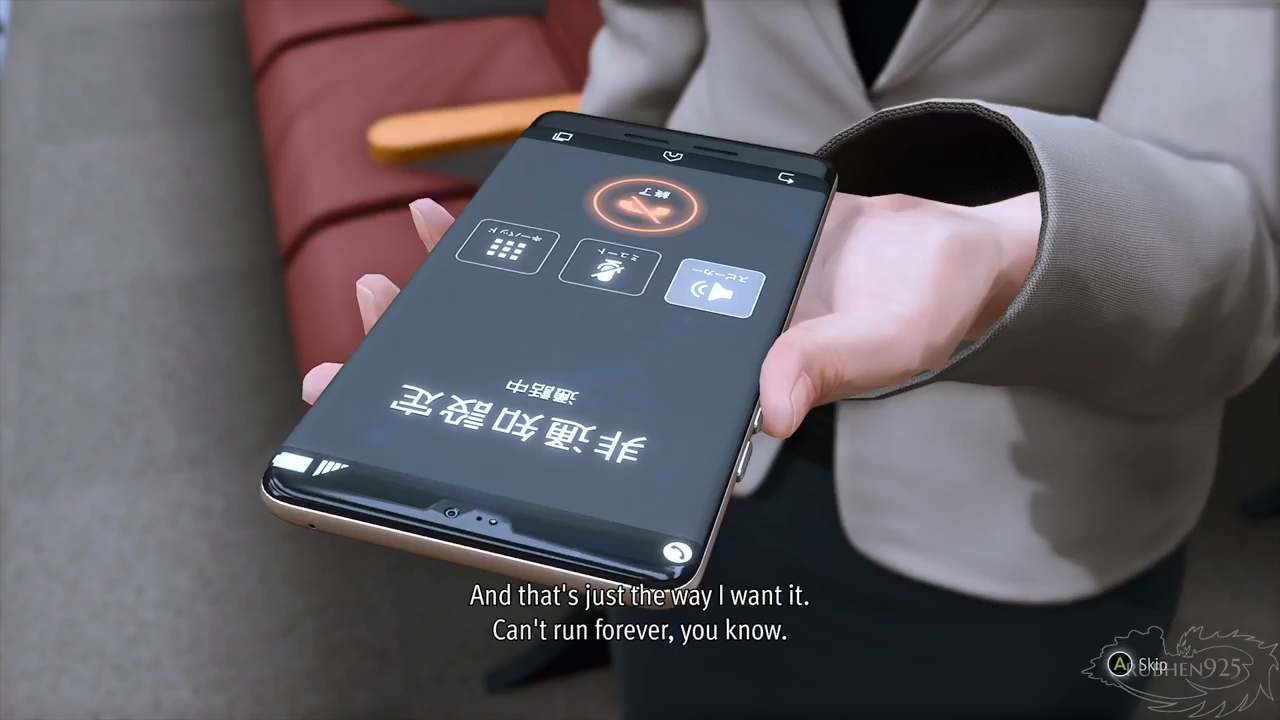 終了
キーパッド
ミュート
スピーカー
通話中
非通知設定
And that's just the way I want it.
Can't run forever, you know.
A Skip
RUBHEN925